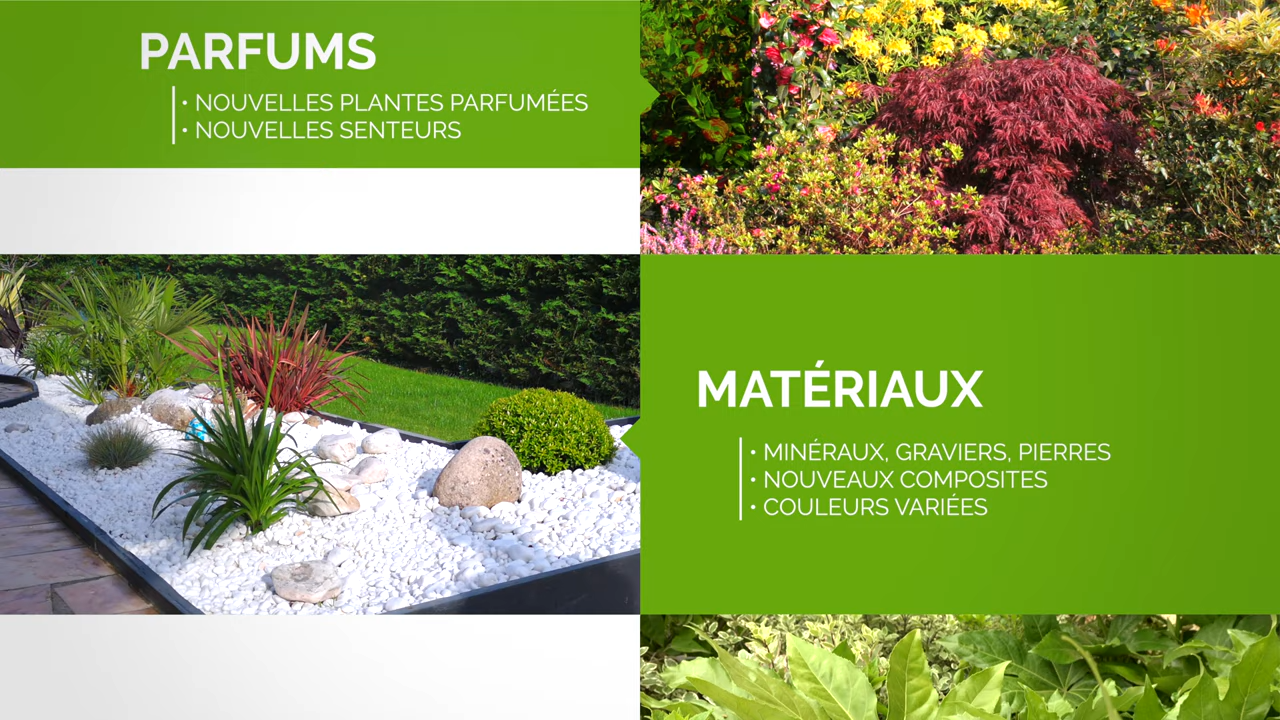 PARFUMS
• NOUVELLES PLANTES PARFUMÉES
• NOUVELLES SENTEURS
MATÉRIAUX
• MINÉRAUX, GRAVIERS, PIERRES
• NOUVEAUX COMPOSITES
• COULEURS VARIÉES